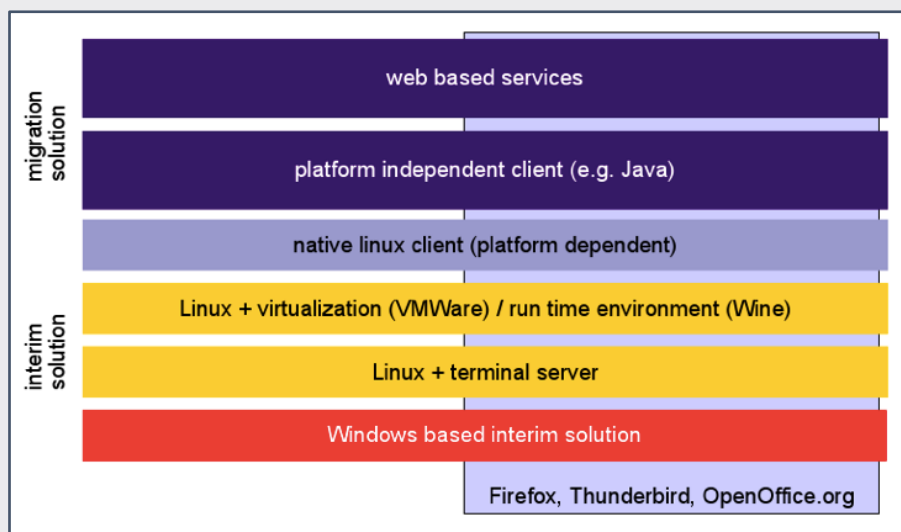 migration
solution
web based services
platform independent client (e.g. Java)
native linux client (platform dependent)
interim
solution
Linux + virtualization (VMWare) / run time environment (Wine)
Linux + terminal server
Windows based interim solution
Firefox, Thunderbird, OpenOffice.org